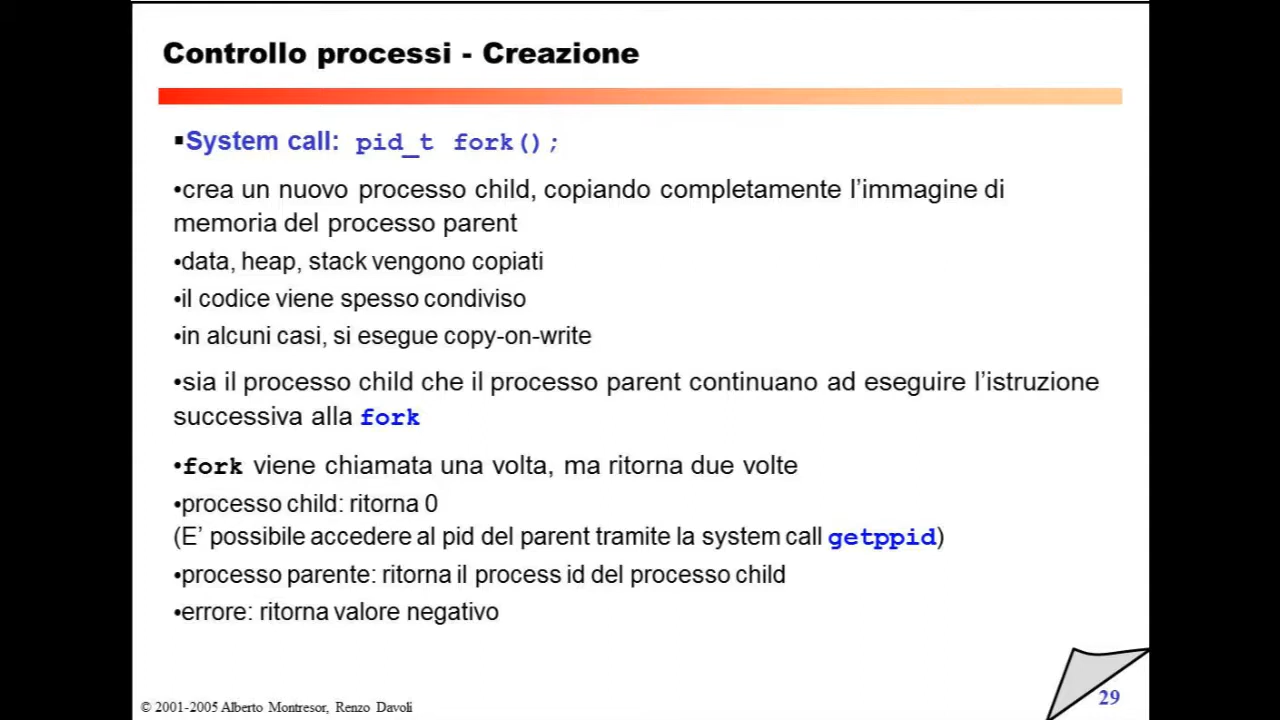 Controllo processi - Creazione
▪System call: pid_t fork();
•crea un nuovo processo child, copiando completamente l’immagine di
memoria del processo parent
•data, heap, stack vengono copiati
•il codice viene spesso condiviso
•in alcuni casi, si esegue copy-on-write
•sia il processo child che il processo parent continuano ad eseguire l’istruzione
successiva alla fork
•fork viene chiamata una volta, ma ritorna due volte
•processo child: ritorna 0
(E’ possibile accedere al pid del parent tramite la system call getppid)
•processo parente: ritorna il process id del processo child
•errore: ritorna valore negativo
© 2001-2005 Alberto Montresor, Renzo Davoli
29